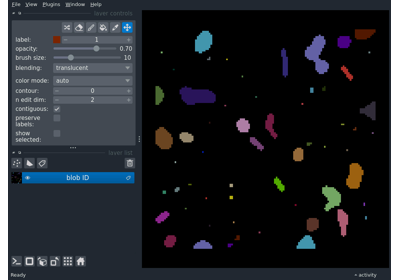 File View Plugins Window Help
layer controls
label: 1
opacity: 0.70
brush size: 10
blending: translucent
color mode: auto
contour: 0
n edit dim: 2
contiguous:
preserve
labels:
show
selected:
layer list
blob ID
Ready
activity